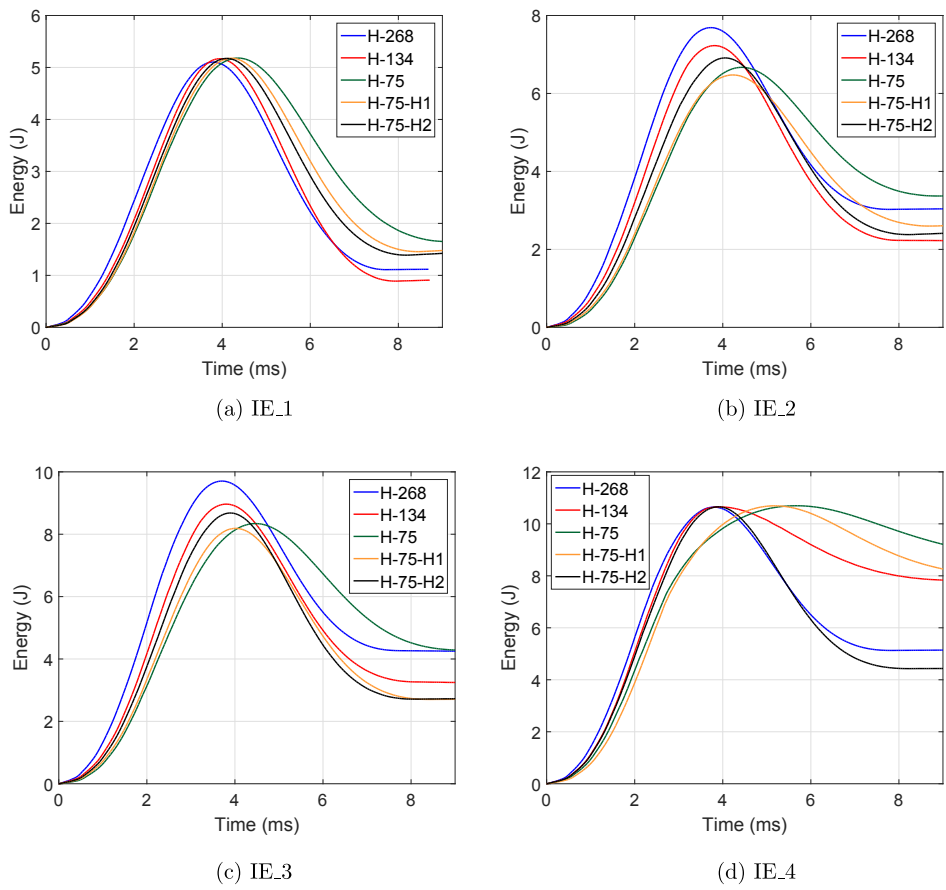 6
5
4
3
2
1
0
Energy (J)
0 2 4 6 8
Time (ms)
H-268
H-134
H-75
H-75-H1
H-75-H2
(a) IE_1
8
6
4
2
0
Energy (J)
0 2 4 6 8
Time (ms)
H-268
H-134
H-75
H-75-H1
H-75-H2
(b) IE_2
10
8
6
4
2
0
Energy (J)
0 2 4 6 8
Time (ms)
H-268
H-134
H-75
H-75-H1
H-75-H2
(c) IE_3
12
10
8
6
4
2
0
Energy (J)
0 2 4 6 8
Time (ms)
H-268
H-134
H-75
H-75-H1
H-75-H2
(d) IE_4